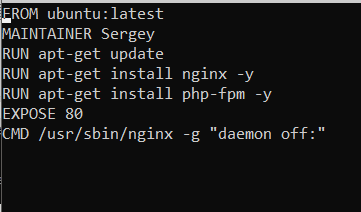 FROM ubuntu:latest
MAINTAINER Sergey
RUN apt-get update
RUN apt-get install nginx -y
RUN apt-get install php-fpm -y
EXPOSE 80
CMD /usr/sbin/nginx -g "daemon off:"